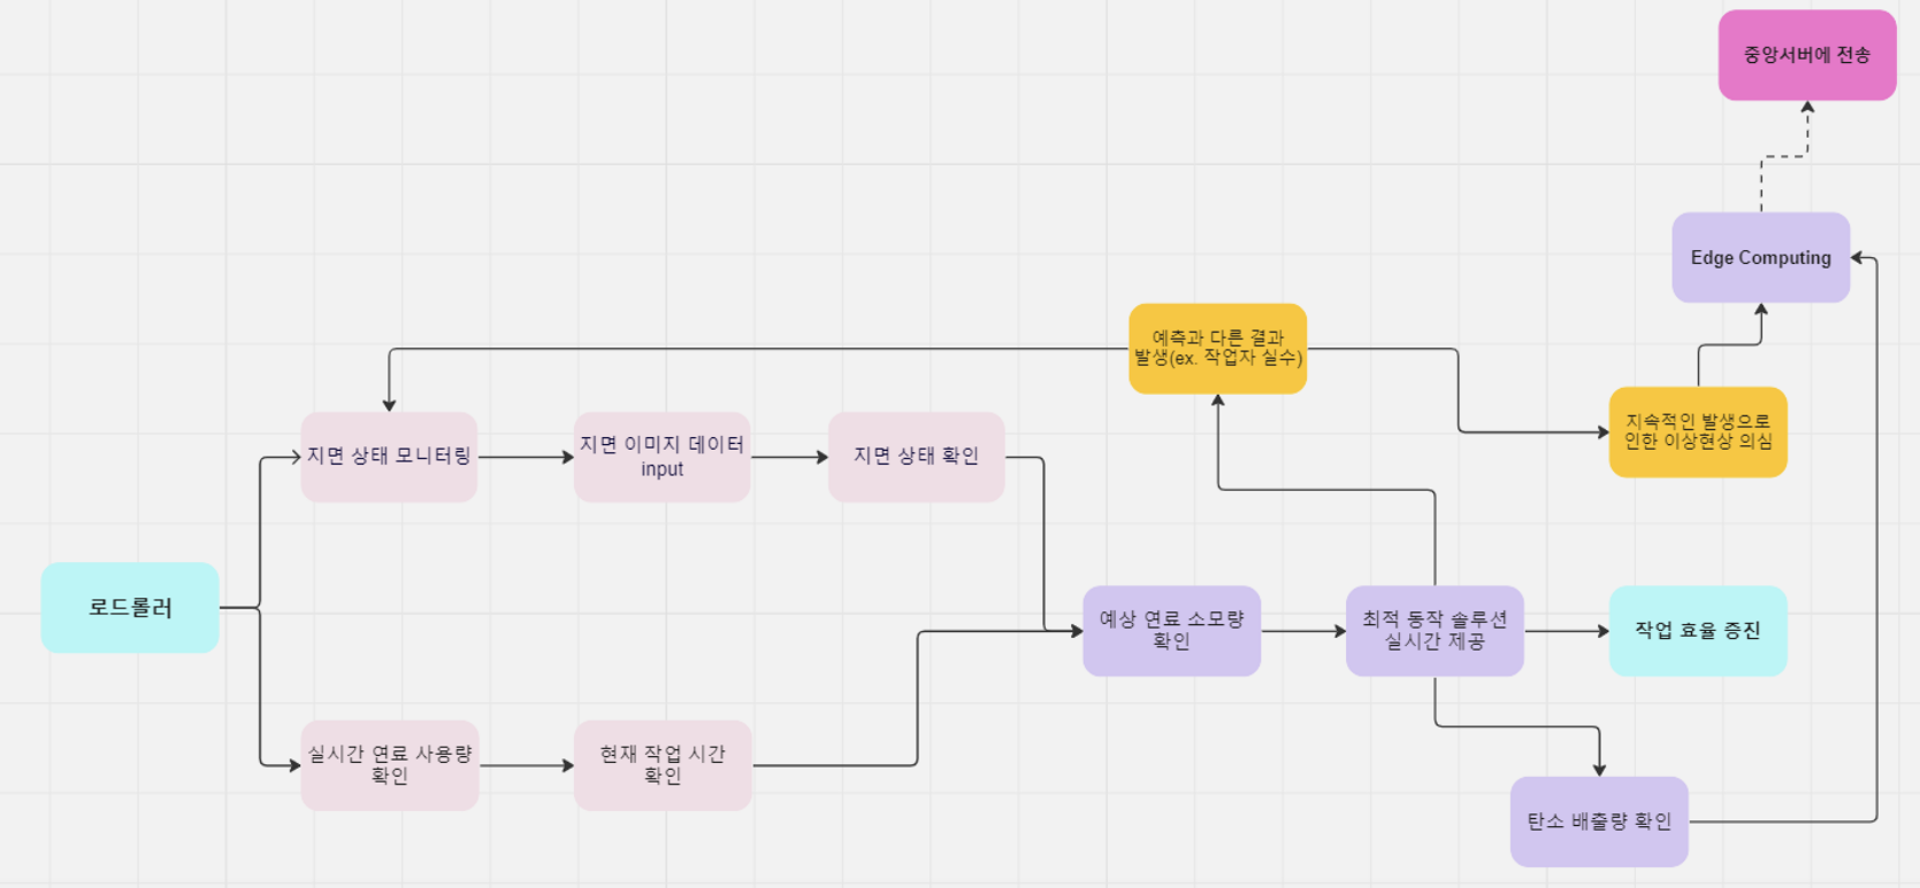 중앙서버에 전송
Edge Computing
예측과 다른 결과
발생(ex. 작업자 실수)
지속적인 발생으로
인한 이상현상 의심
지면 상태 모니터링
지면 이미지 데이터
input
지면 상태 확인
로드롤러
예상 연료 소모량
확인
최적 동작 솔루션
실시간 제공
작업 효율 증진
실시간 연료 사용량
확인
현재 작업 시간
확인
탄소 배출량 확인